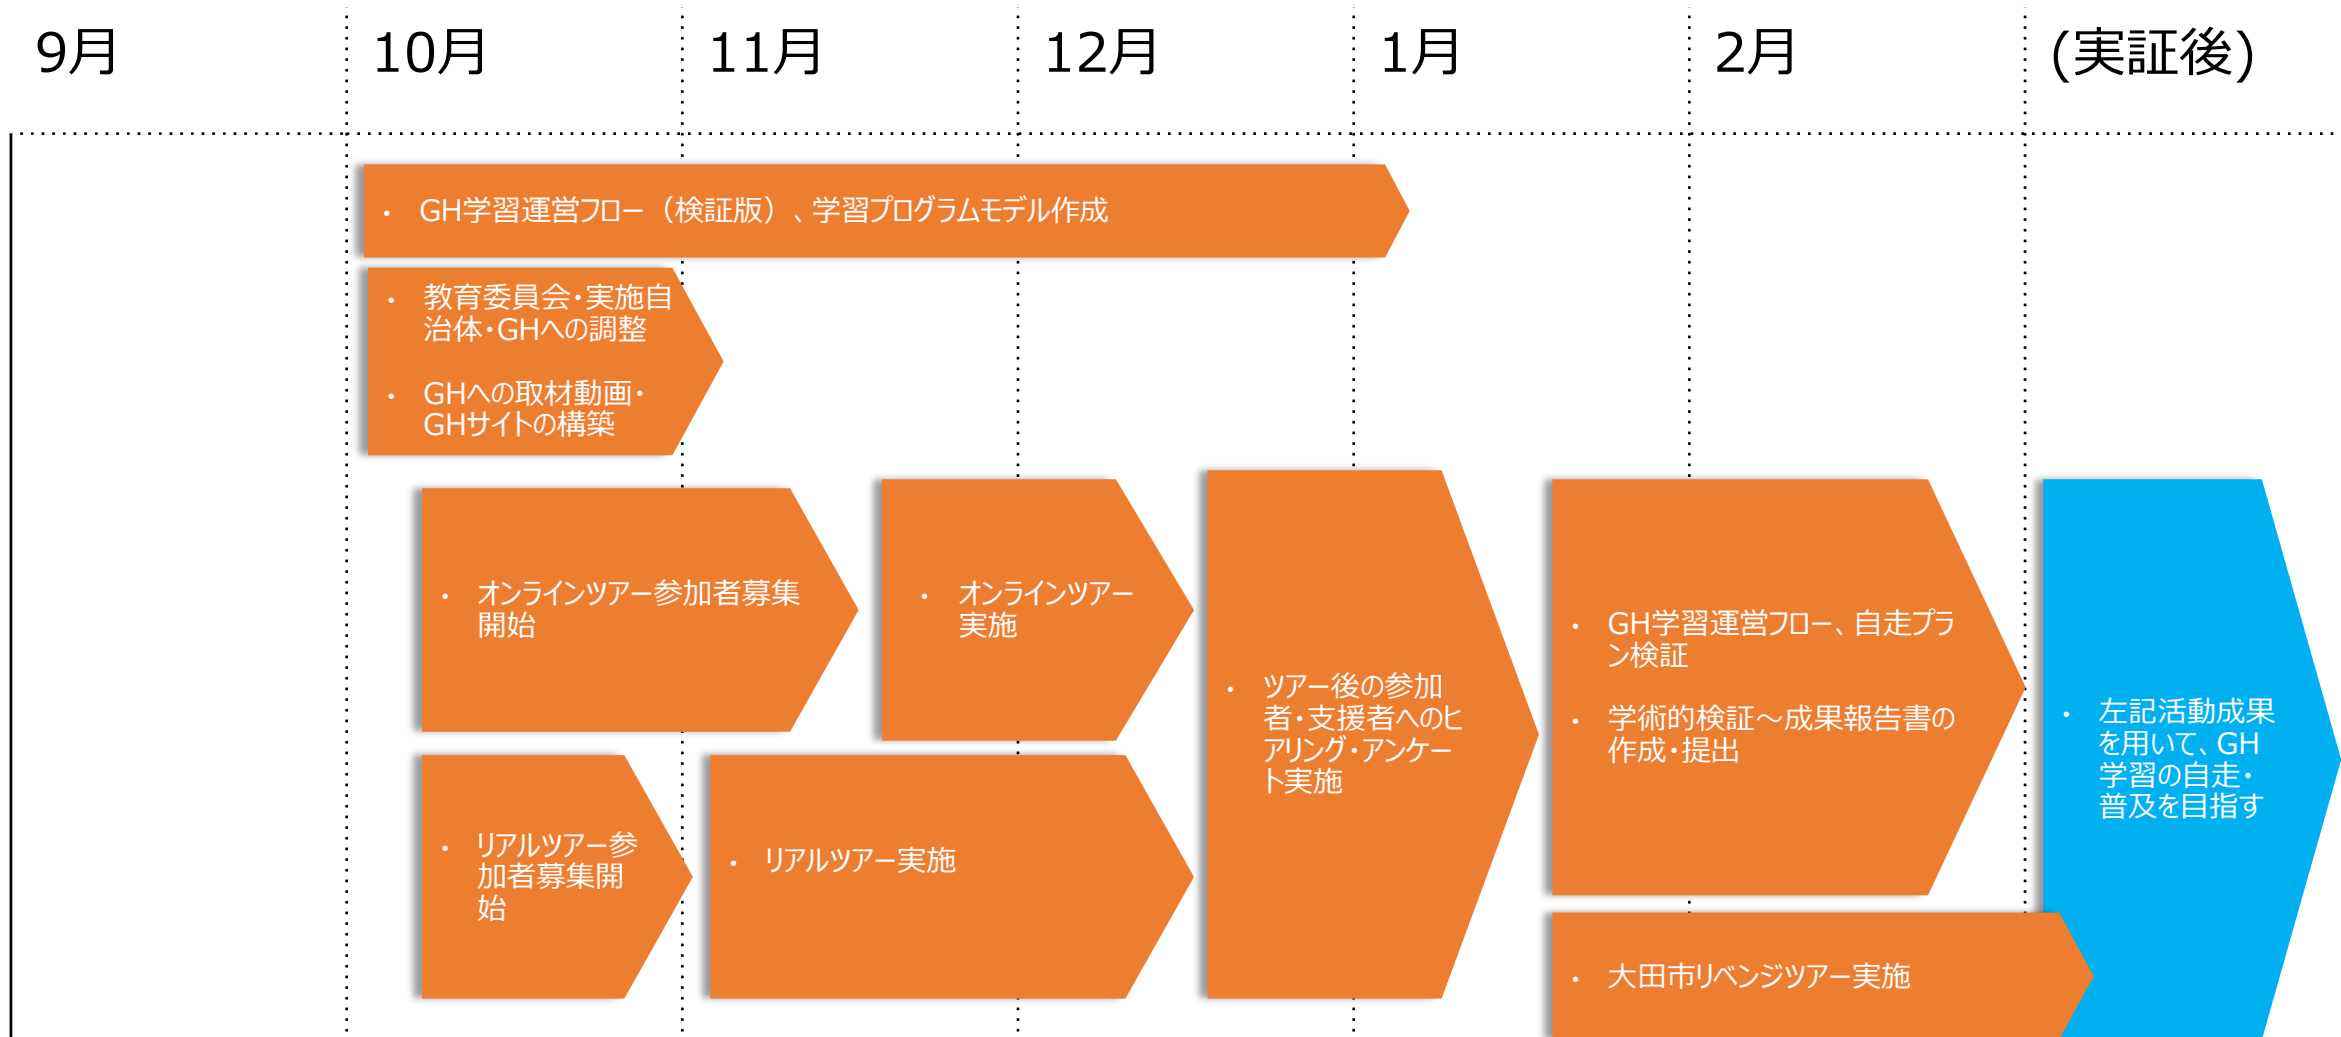 9月
10月
11月
12月
1月
2月
(実証後)
・ GH学習運営フロー（検証版）、学習プログラムモデル作成
・ 教育委員会・実施自
治体・GHへの調整
・ GHへの取材動画・
GHサイトの構築
・ オンラインツアー参加者募集
開始
・ オンラインツアー
実施
・ リアルツアー参
加者募集開
始
・ リアルツアー実施
・ ツアー後の参加
者・支援者へのヒ
アリング・アンケー
ト実施
・ GH学習運営フロー、自走プラ
ン検証
・ 学術的検証～成果報告書の
作成・提出
・ 大田市リベンジツアー実施
・ 左記活動成果
を用いて、GH
学習の自走・
普及を目指す